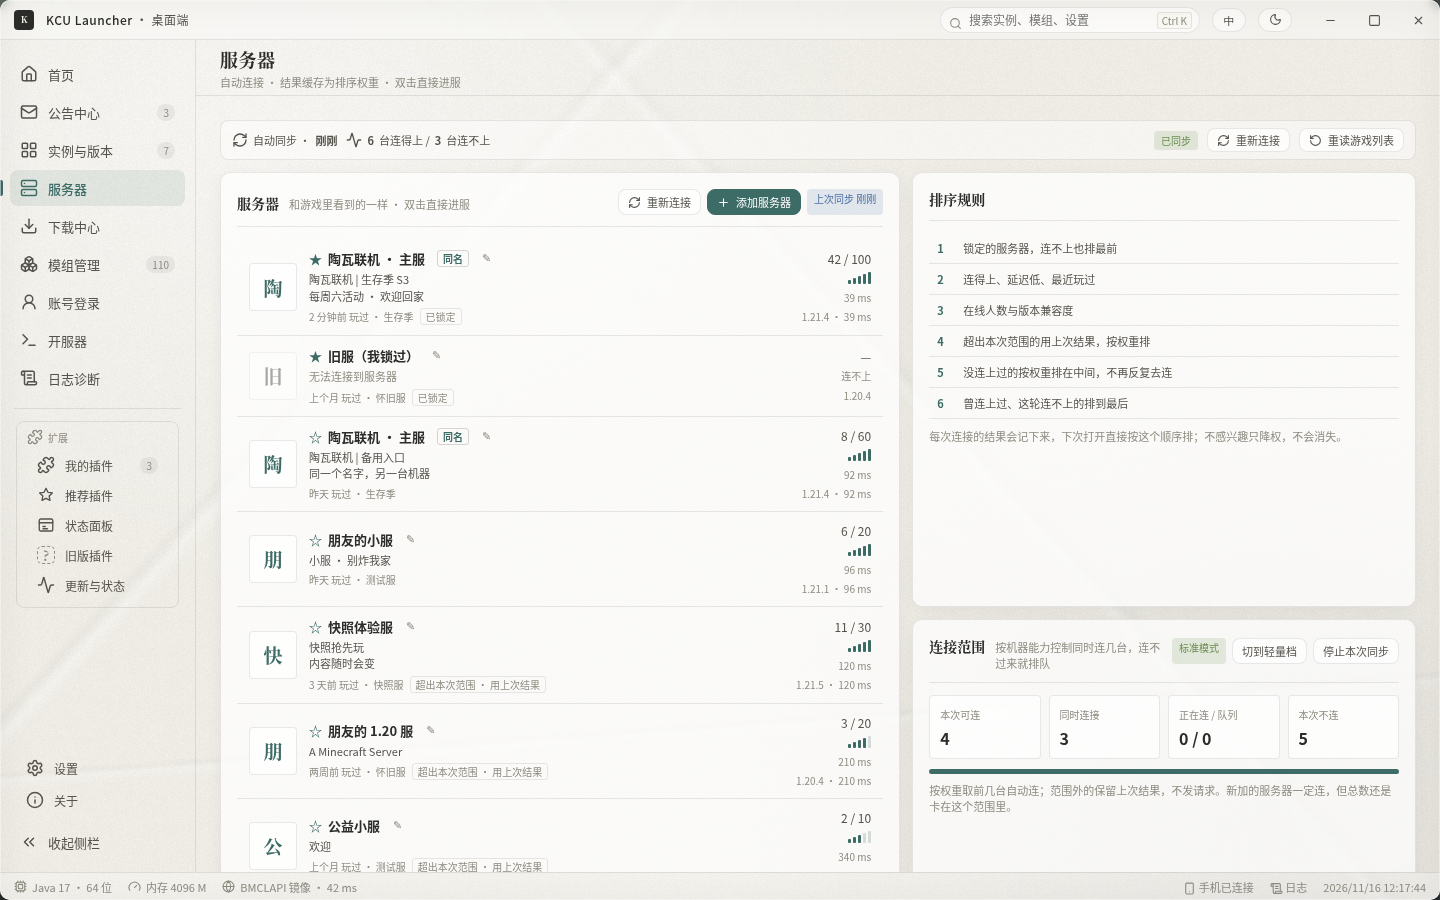 K KCU Launcher • 桌面端
搜索实例、模组、设置 Ctrl K
中
首页
公告中心 3
实例与版本 7
服务器
下载中心
模组管理 110
账号登录
开服器
日志诊断
扩展
我的插件 3
推荐插件
状态面板
旧版插件
更新与状态
设置
关于
收起侧栏
服务器
自动连接 • 结果缓存为排序权重 • 双击直接进服
自动同步 • 刚刚 6 台连得上 / 3 台连不上
已同步 重新连接 重读游戏列表
服务器 和游戏里看到的一样 • 双击直接进服
重新连接 + 添加服务器 上次同步 刚刚
陶
★ 陶瓦联机 • 主服 同名 ✎
陶瓦联机 | 生存季 S3
每周六活动 • 欢迎回家
2 分钟前 玩过 • 生存季 已锁定
42 / 100
39 ms
1.21.4 • 39 ms
旧
★ 旧服（我锁过） ✎
无法连接到服务器
上个月 玩过 • 怀旧服 已锁定
—
连不上
1.20.4
陶
☆ 陶瓦联机 • 主服 同名 ✎
陶瓦联机 | 备用入口
同一个名字，另一台机器
昨天 玩过 • 生存季
8 / 60
92 ms
1.21.4 • 92 ms
朋
☆ 朋友的小服 ✎
小服 • 别炸我家
昨天 玩过 • 测试服
6 / 20
96 ms
1.21.1 • 96 ms
快
☆ 快照体验服 ✎
快照抢先玩
内容随时会变
3 天前 玩过 • 快照服 超出本次范围 • 用上次结果
11 / 30
120 ms
1.21.5 • 120 ms
朋
☆ 朋友的 1.20 服 ✎
A Minecraft Server
两周前 玩过 • 怀旧服 超出本次范围 • 用上次结果
3 / 20
210 ms
1.20.4 • 210 ms
公
☆ 公益小服 ✎
欢迎
上个月 玩过 • 测试服 超出本次范围 • 用上次结果
2 / 10
340 ms
排序规则
1 锁定的服务器，连不上也排最前
2 连得上、延迟低、最近玩过
3 在线人数与版本兼容度
4 超出本次范围的用上次结果，按权重排
5 没连上过的按权重排在中间，不再反复去连
6 曾连上过、这轮连不上的排到最后
每次连接的结果会记下来，下次打开直接按这个顺序排；不感兴趣只降权，不会消失。
连接范围 按机器能力控制同时连几台，连不
过来就排队
标准模式 切到轻量档 停止本次同步
本次可连
4
同时连接
3
正在连 / 队列
0 / 0
本次不连
5
按权重取前几台自动连；范围外的保留上次结果，不发请求。新加的服务器一定连，但总数还是
卡在这个范围里。
Java 17 • 64 位 内存 4096 M BMCLAPI 镜像 • 42 ms
手机已连接 日志 2026/11/16 12:17:44